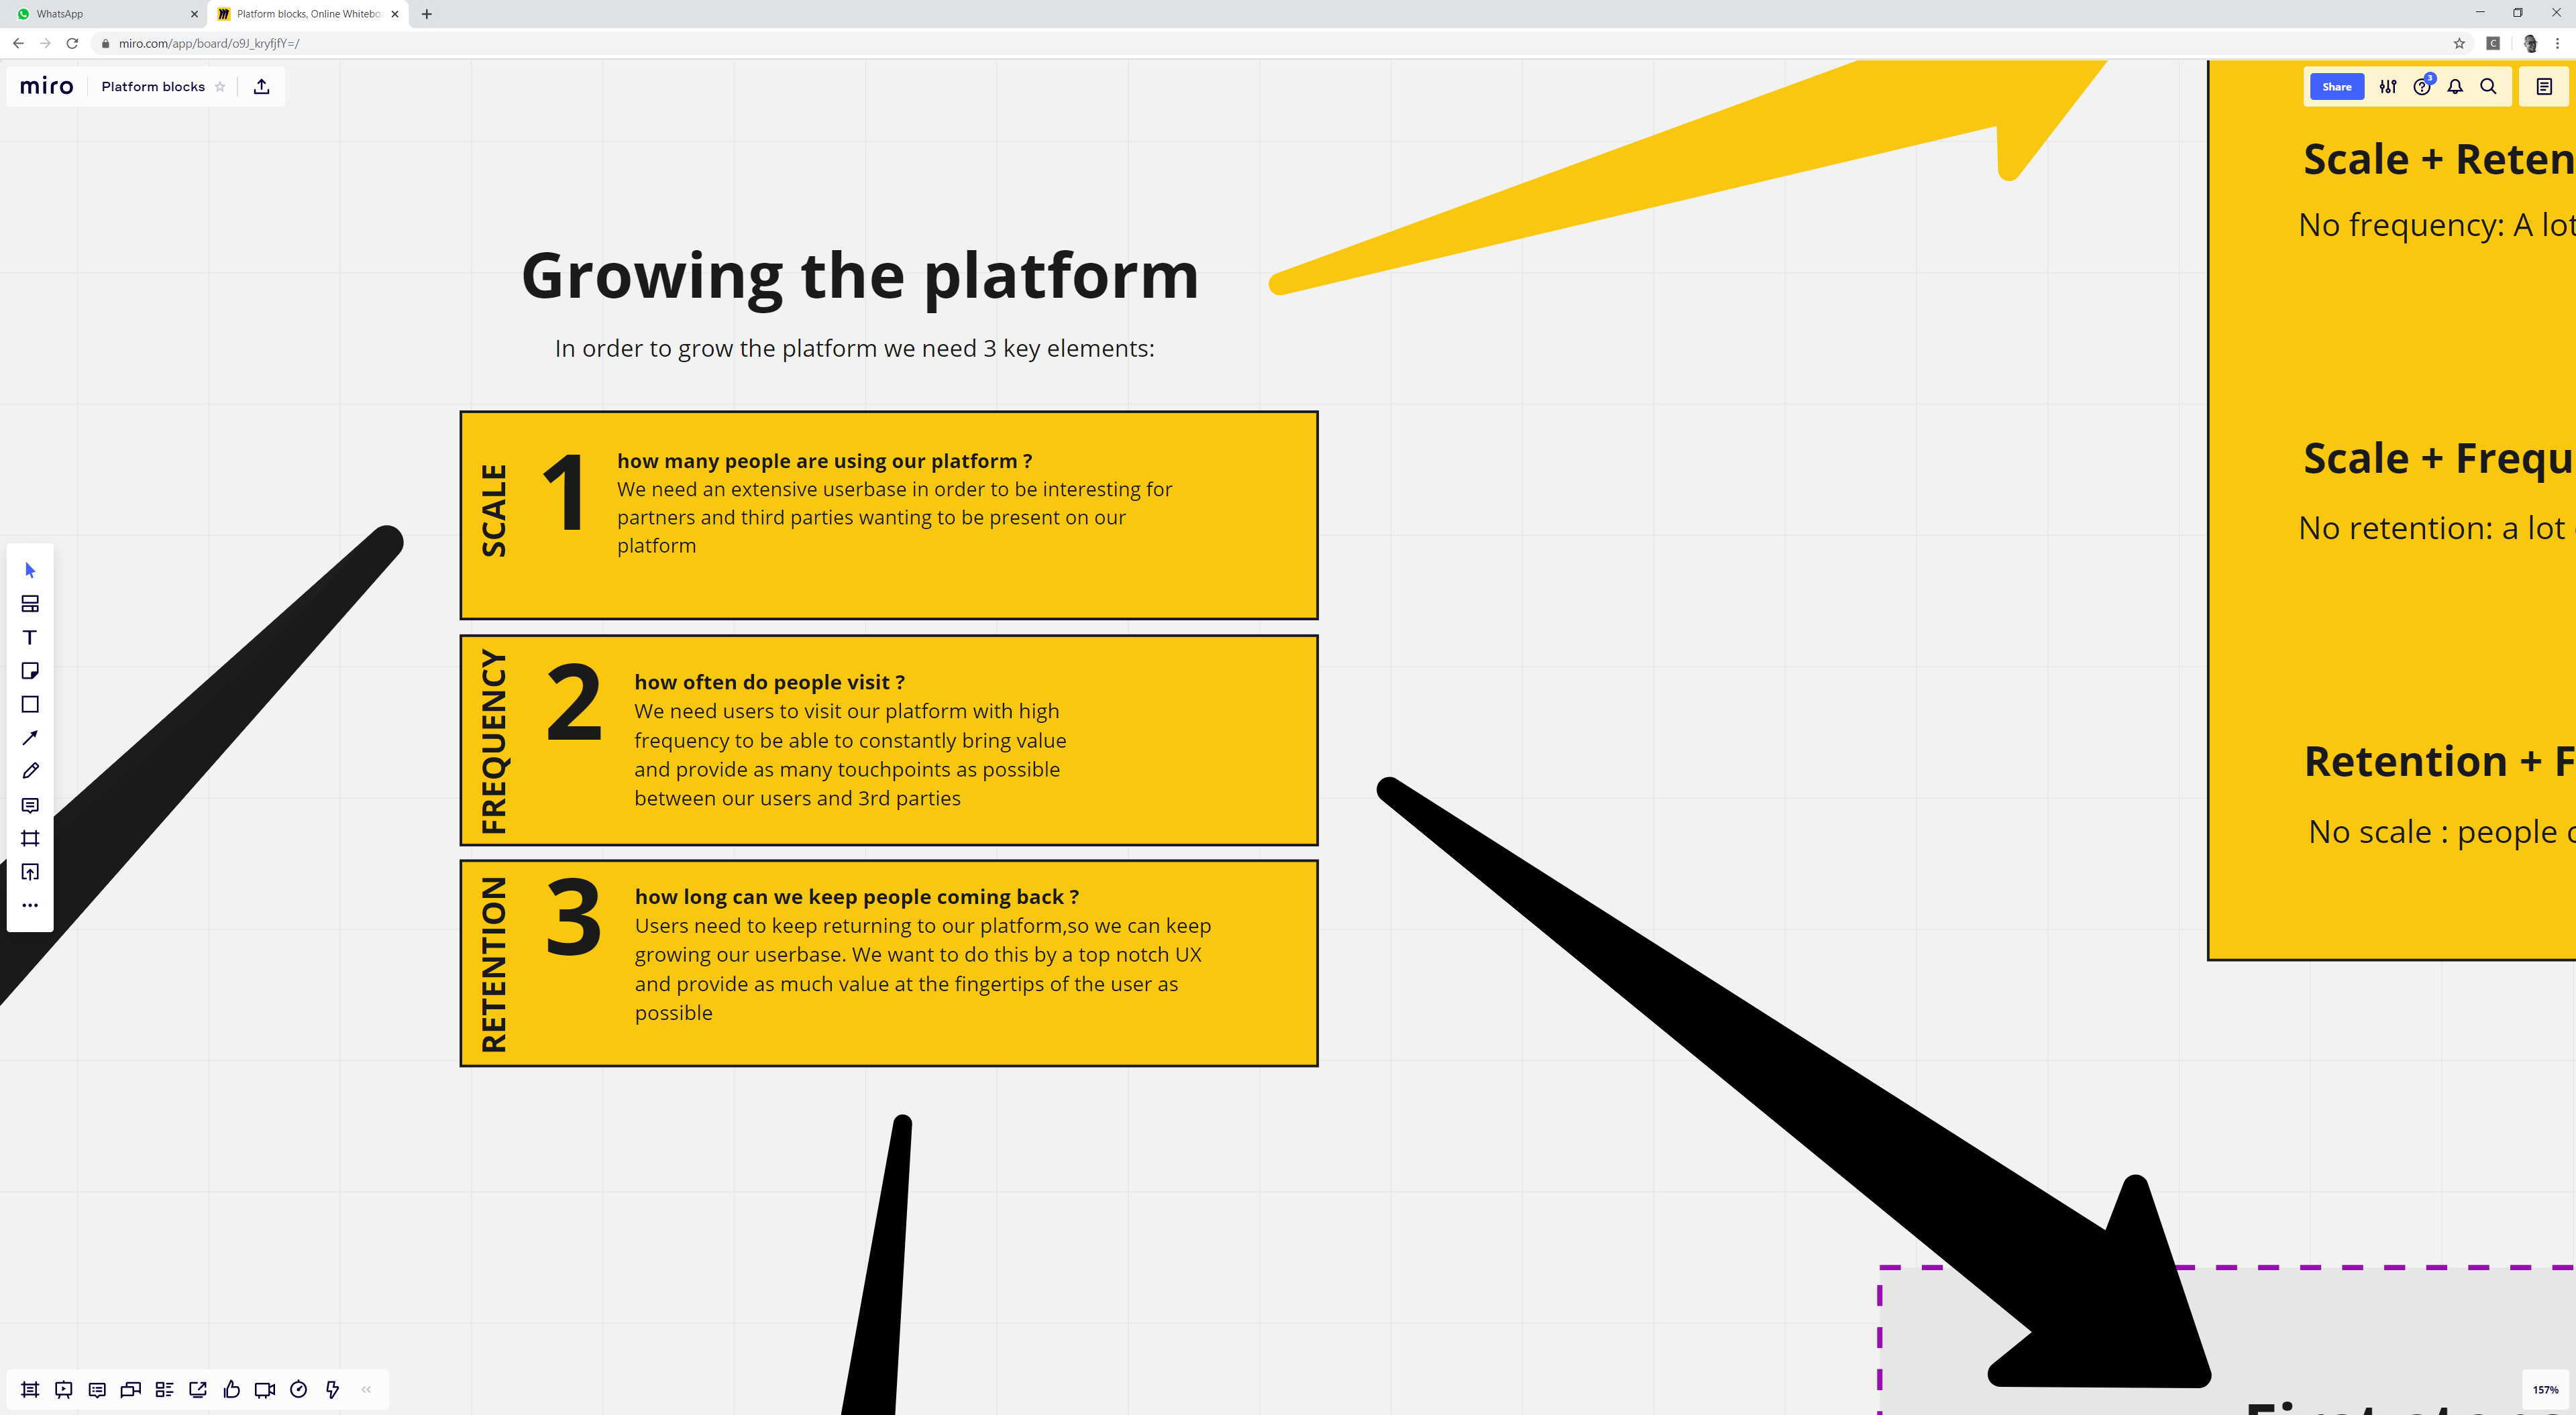 WhatsApp
Platform blocks, Online Whitebo
miro.com/app/board/o9J_kryfjfY=/
miro
Platform blocks
Share
3
Growing the platform
In order to grow the platform we need 3 key elements:
SCALE
1
how many people are using our platform ?
We need an extensive userbase in order to be interesting for
partners and third parties wanting to be present on our
platform
FREQUENCY
2
how often do people visit ?
We need users to visit our platform with high
frequency to be able to constantly bring value
and provide as many touchpoints as possible
between our users and 3rd parties
RETENTION
3
how long can we keep people coming back ?
Users need to keep returning to our platform,so we can keep
growing our userbase. We want to do this by a top notch UX
and provide as much value at the fingertips of the user as
possible
Scale + Reten
No frequency: A lot
Scale + Frequ
No retention: a lot
Retention + F
No scale : people
157%